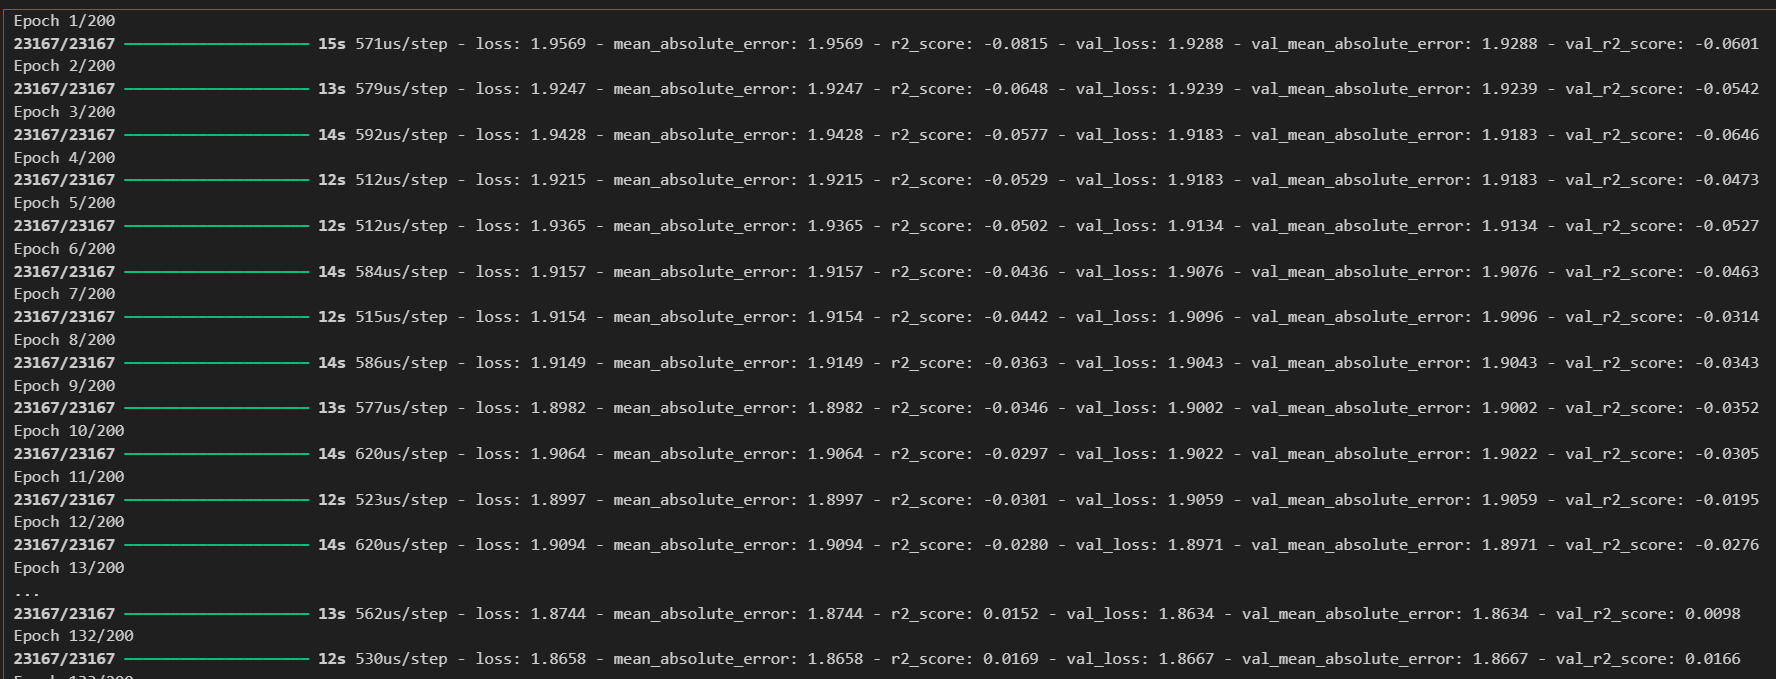 Epoch 1/200
23167/23167 ━━━━━━━━━━━━━━━━━━━━ 15s 571us/step - loss: 1.9569 - mean_absolute_error: 1.9569 - r2_score: -0.0815 - val_loss: 1.9288 - val_mean_absolute_error: 1.9288 - val_r2_score: -0.0601
Epoch 2/200
23167/23167 ━━━━━━━━━━━━━━━━━━━━ 13s 579us/step - loss: 1.9247 - mean_absolute_error: 1.9247 - r2_score: -0.0648 - val_loss: 1.9239 - val_mean_absolute_error: 1.9239 - val_r2_score: -0.0542
Epoch 3/200
23167/23167 ━━━━━━━━━━━━━━━━━━━━ 14s 592us/step - loss: 1.9428 - mean_absolute_error: 1.9428 - r2_score: -0.0577 - val_loss: 1.9183 - val_mean_absolute_error: 1.9183 - val_r2_score: -0.0646
Epoch 4/200
23167/23167 ━━━━━━━━━━━━━━━━━━━━ 12s 512us/step - loss: 1.9215 - mean_absolute_error: 1.9215 - r2_score: -0.0529 - val_loss: 1.9183 - val_mean_absolute_error: 1.9183 - val_r2_score: -0.0473
Epoch 5/200
23167/23167 ━━━━━━━━━━━━━━━━━━━━ 12s 512us/step - loss: 1.9365 - mean_absolute_error: 1.9365 - r2_score: -0.0502 - val_loss: 1.9134 - val_mean_absolute_error: 1.9134 - val_r2_score: -0.0527
Epoch 6/200
23167/23167 ━━━━━━━━━━━━━━━━━━━━ 14s 584us/step - loss: 1.9157 - mean_absolute_error: 1.9157 - r2_score: -0.0436 - val_loss: 1.9076 - val_mean_absolute_error: 1.9076 - val_r2_score: -0.0463
Epoch 7/200
23167/23167 ━━━━━━━━━━━━━━━━━━━━ 12s 515us/step - loss: 1.9154 - mean_absolute_error: 1.9154 - r2_score: -0.0442 - val_loss: 1.9096 - val_mean_absolute_error: 1.9096 - val_r2_score: -0.0314
Epoch 8/200
23167/23167 ━━━━━━━━━━━━━━━━━━━━ 14s 586us/step - loss: 1.9149 - mean_absolute_error: 1.9149 - r2_score: -0.0363 - val_loss: 1.9043 - val_mean_absolute_error: 1.9043 - val_r2_score: -0.0343
Epoch 9/200
23167/23167 ━━━━━━━━━━━━━━━━━━━━ 13s 577us/step - loss: 1.8982 - mean_absolute_error: 1.8982 - r2_score: -0.0346 - val_loss: 1.9002 - val_mean_absolute_error: 1.9002 - val_r2_score: -0.0352
Epoch 10/200
23167/23167 ━━━━━━━━━━━━━━━━━━━━ 14s 620us/step - loss: 1.9064 - mean_absolute_error: 1.9064 - r2_score: -0.0297 - val_loss: 1.9022 - val_mean_absolute_error: 1.9022 - val_r2_score: -0.0305
Epoch 11/200
23167/23167 ━━━━━━━━━━━━━━━━━━━━ 12s 523us/step - loss: 1.8997 - mean_absolute_error: 1.8997 - r2_score: -0.0301 - val_loss: 1.9059 - val_mean_absolute_error: 1.9059 - val_r2_score: -0.0195
Epoch 12/200
23167/23167 ━━━━━━━━━━━━━━━━━━━━ 14s 620us/step - loss: 1.9094 - mean_absolute_error: 1.9094 - r2_score: -0.0280 - val_loss: 1.8971 - val_mean_absolute_error: 1.8971 - val_r2_score: -0.0276
Epoch 13/200
...
23167/23167 ━━━━━━━━━━━━━━━━━━━━ 13s 562us/step - loss: 1.8744 - mean_absolute_error: 1.8744 - r2_score: 0.0152 - val_loss: 1.8634 - val_mean_absolute_error: 1.8634 - val_r2_score: 0.0098
Epoch 132/200
23167/23167 ━━━━━━━━━━━━━━━━━━━━ 12s 530us/step - loss: 1.8658 - mean_absolute_error: 1.8658 - r2_score: 0.0169 - val_loss: 1.8667 - val_mean_absolute_error: 1.8667 - val_r2_score: 0.0166